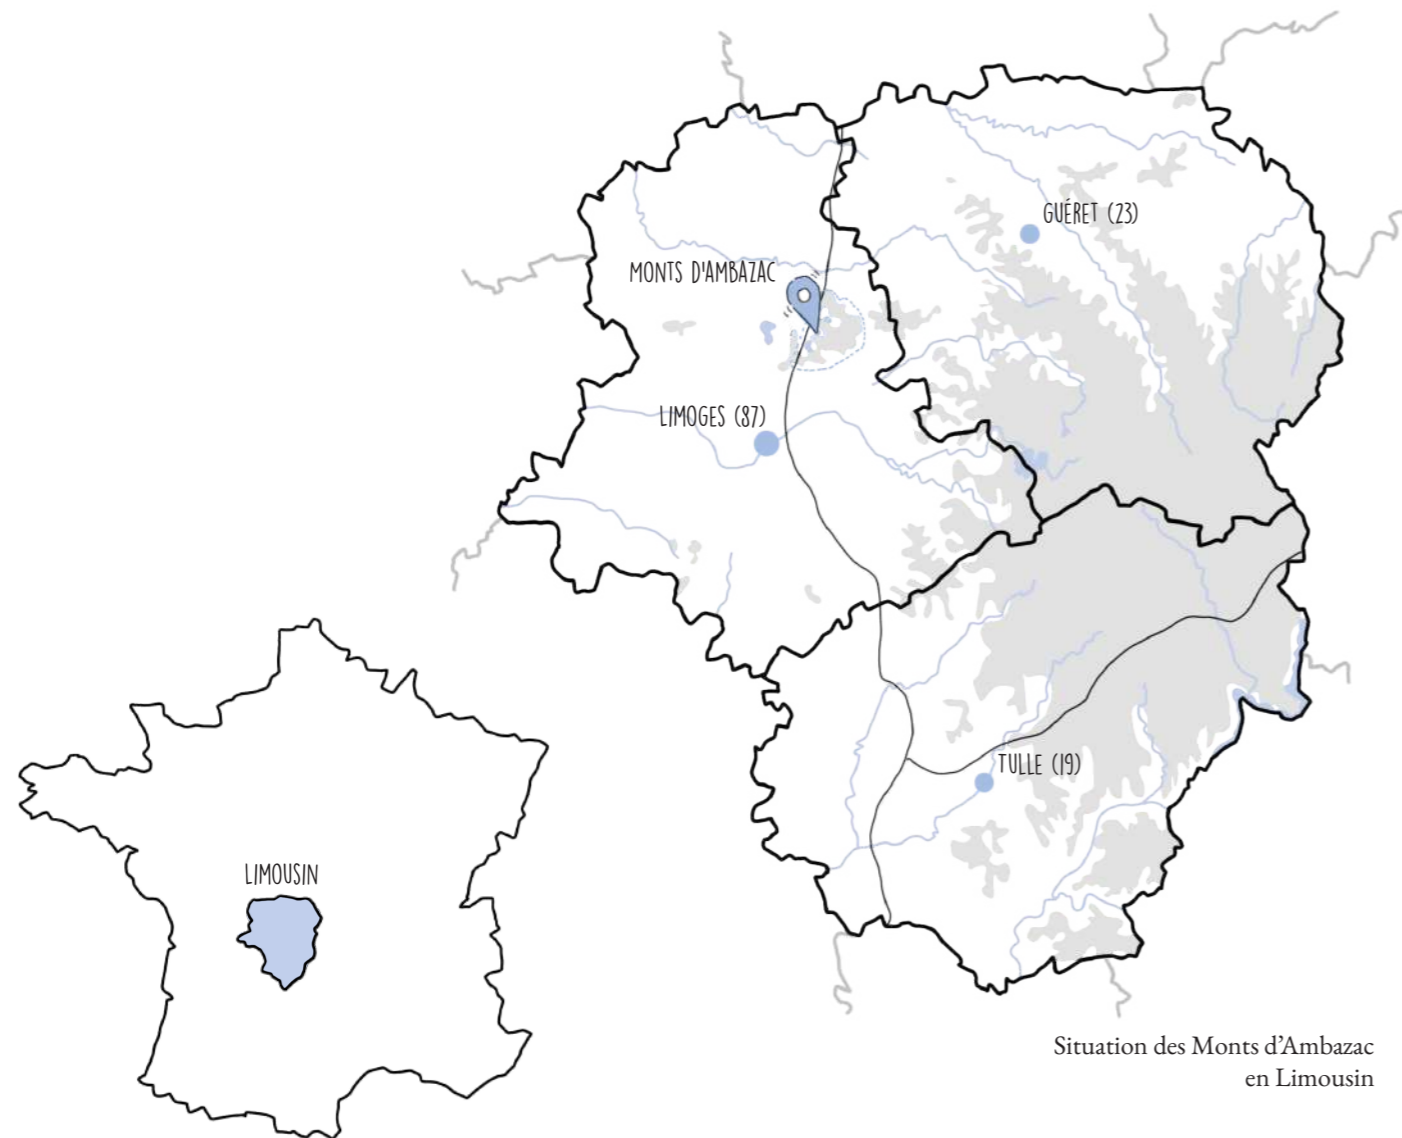 GUÉRET (23)
MONTS D'AMBAZAC
LIMOGES (87)
TULLE (19)
LIMOUSIN
Situation des Monts d’Ambazac
en Limousin